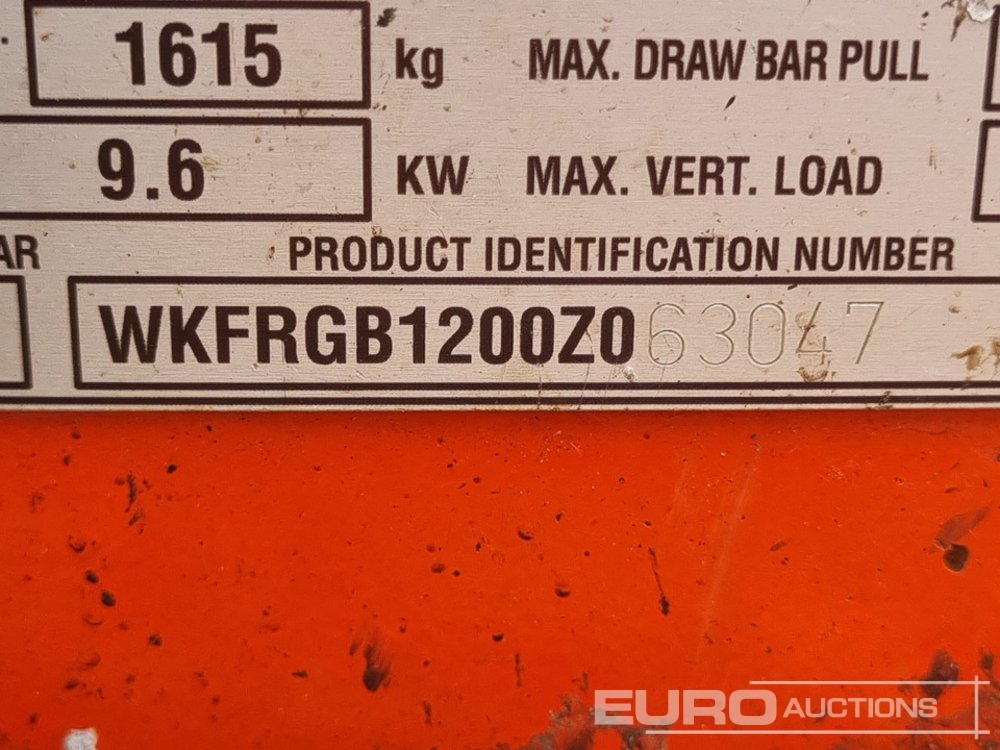 1615 kg MAX. DRAW BAR PULL
9.6 KW MAX. VERT. LOAD
AR PRODUCT IDENTIFICATION NUMBER
WKFRGB1200Z063047
EURO AUCTIONS